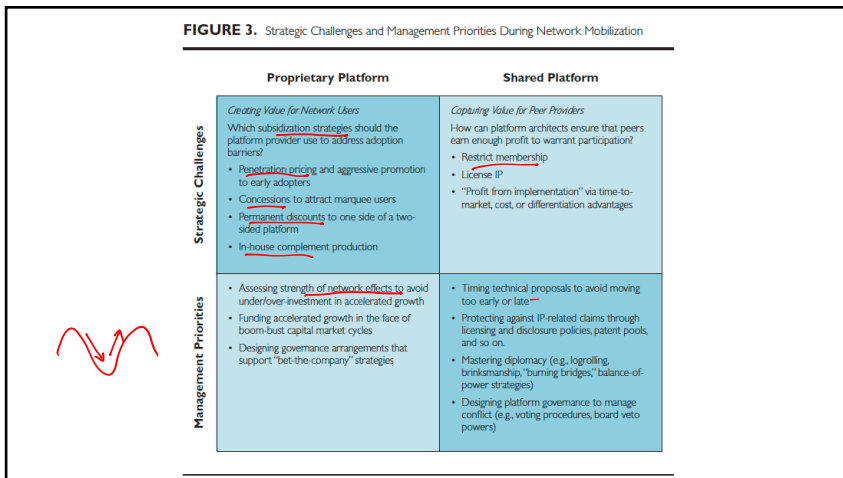 FIGURE 3. Strategic Challenges and Management Priorities During Network Mobilization
Proprietary Platform
Shared Platform
Strategic Challenges
Creating Value for Network Users
Which subsidization strategies should the
platform provider use to address adoption
barriers?
• Penetration pricing and aggressive promotion
to early adopters
• Concessions to attract marquee users
• Permanent discounts to one side of a two-
sided platform
• In-house complement production
Capturing Value for Peer Providers
How can platform architects ensure that peers
earn enough profit to warrant participation?
• Restrict membership
• License IP
• "Profit from implementation" via time-to-
market, cost, or differentiation advantages
Management Priorities
• Assessing strength of network effects to avoid
under/over-investment in accelerated growth
• Funding accelerated growth in the face of
boom-bust capital market cycles
• Designing governance arrangements that
support "bet-the-company" strategies
• Timing technical proposals to avoid moving
too early or late
• Protecting against IP-related claims through
licensing and disclosure policies, patent pools,
and so on.
• Mastering diplomacy (e.g., logrolling,
brinksmanship, "burning bridges," balance-of-
power strategies)
• Designing platform governance to manage
conflict (e.g., voting procedures, board veto
powers)